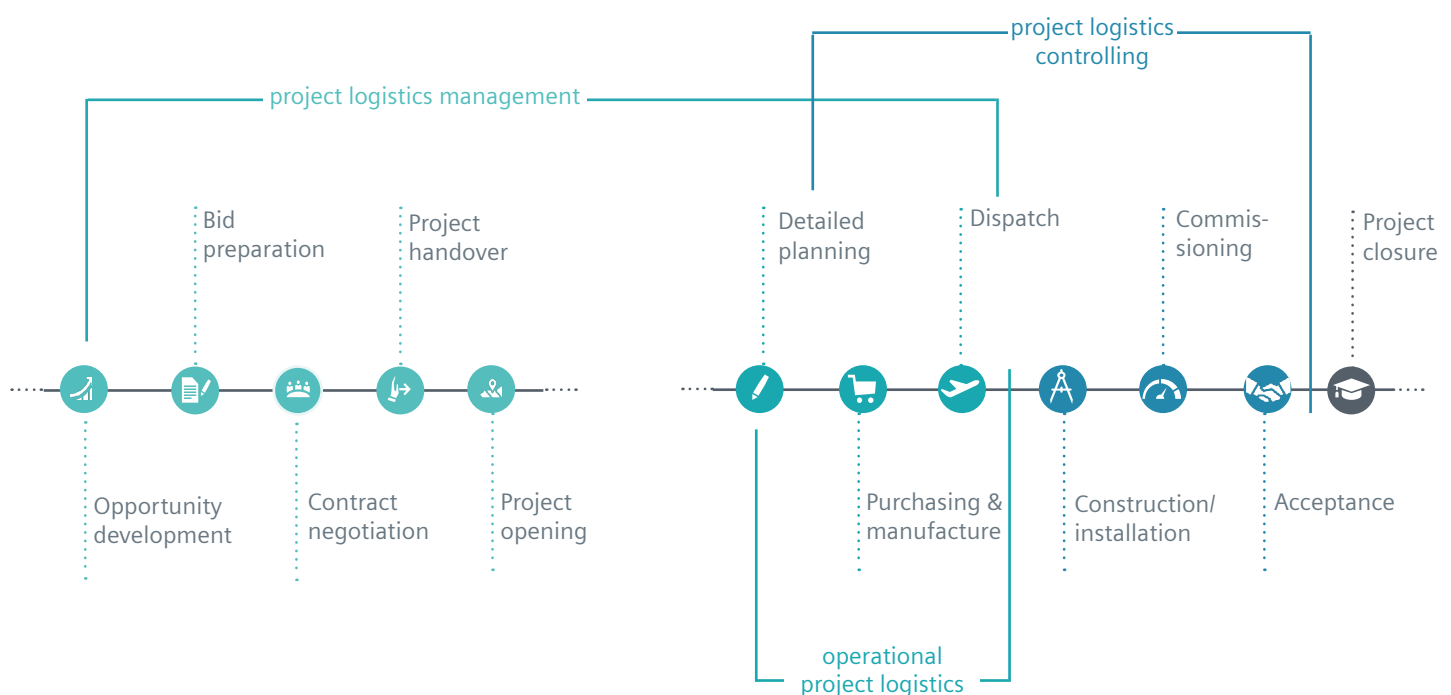 project logistics
controlling
project logistics management
Bid
preparation
Project
handover
Detailed
planning
Dispatch
Commis-
sioning
Project
closure
Opportunity
development
Contract
negotiation
Project
opening
Purchasing &
manufacture
Construction/
installation
Acceptance
operational
project logistics